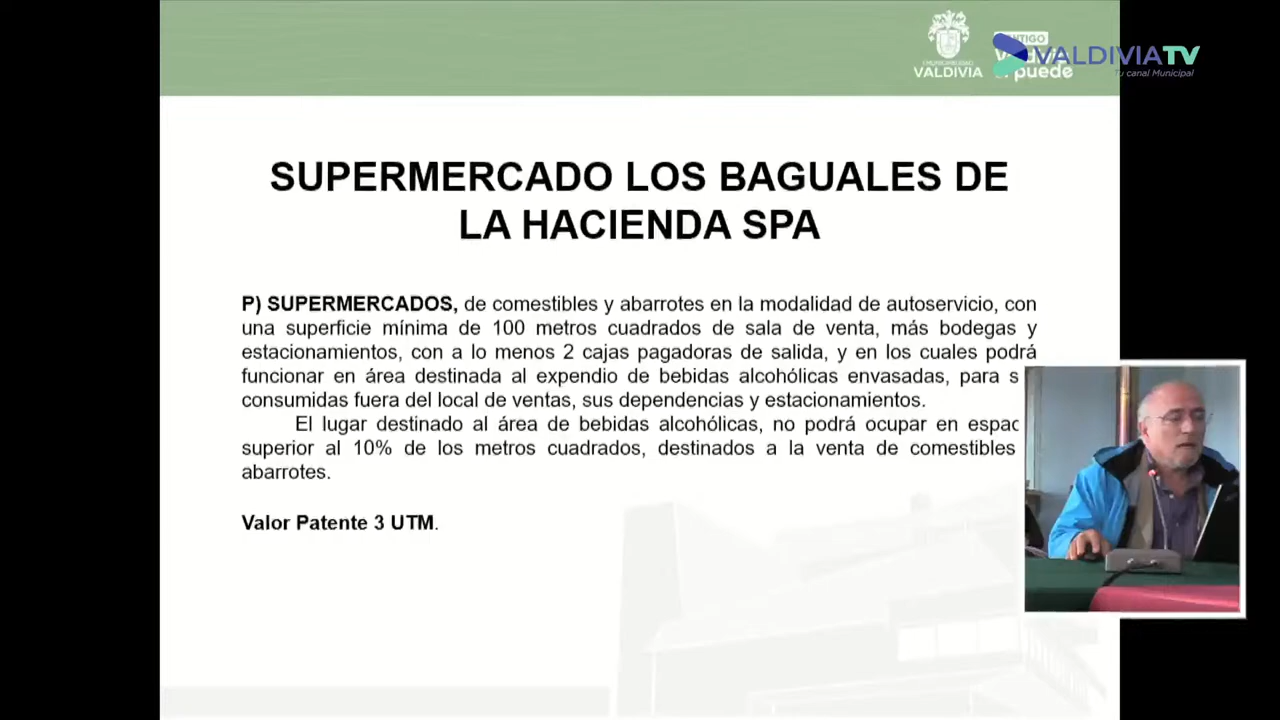 I. MUNICIPALIDAD
VALDIVIA
CONTIGO
puede
VALDIVIATV
Tu canal Municipal
SUPERMERCADO LOS BAGUALES DE
LA HACIENDA SPA
P) SUPERMERCADOS, de comestibles y abarrotes en la modalidad de autoservicio, con
una superficie mínima de 100 metros cuadrados de sala de venta, más bodegas y
estacionamientos, con a lo menos 2 cajas pagadoras de salida, y en los cuales podrá
funcionar en área destinada al expendio de bebidas alcohólicas envasadas, para s
consumidas fuera del local de ventas, sus dependencias y estacionamientos.
El lugar destinado al área de bebidas alcohólicas, no podrá ocupar en espac
superior al 10% de los metros cuadrados, destinados a la venta de comestibles
abarrotes.
Valor Patente 3 UTM.